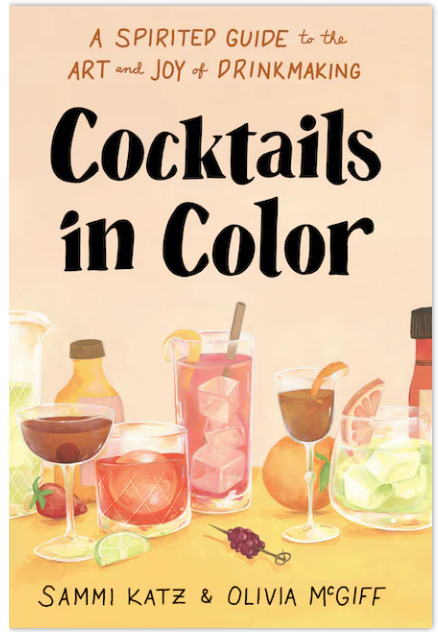 A SPIRITED GUIDE to the
ART and JOY of DRINKMAKING
Cocktails
in Color
SAMMI KATZ & OLIVIA McGIFF